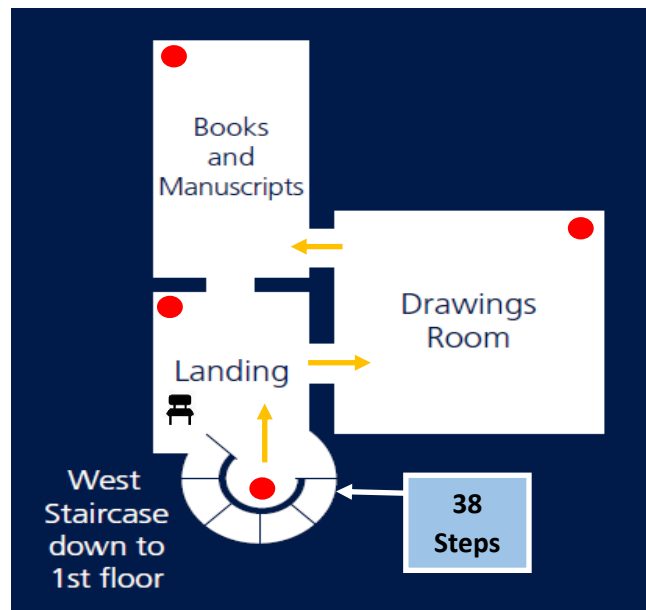 Books
and
Manuscripts
Drawings
Room
Landing
West
Staircase
down to
1st floor
38
Steps